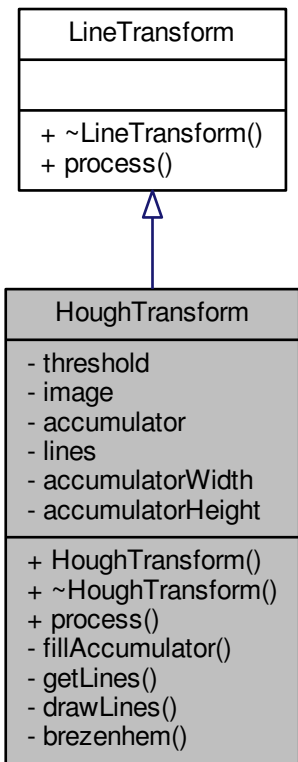 LineTransform
+ ~LineTransform()
+ process()
HoughTransform
- threshold
- image
- accumulator
- lines
- accumulatorWidth
- accumulatorHeight
+ HoughTransform()
+ ~HoughTransform()
+ process()
- fillAccumulator()
- getLines()
- drawLines()
- brezenhem()